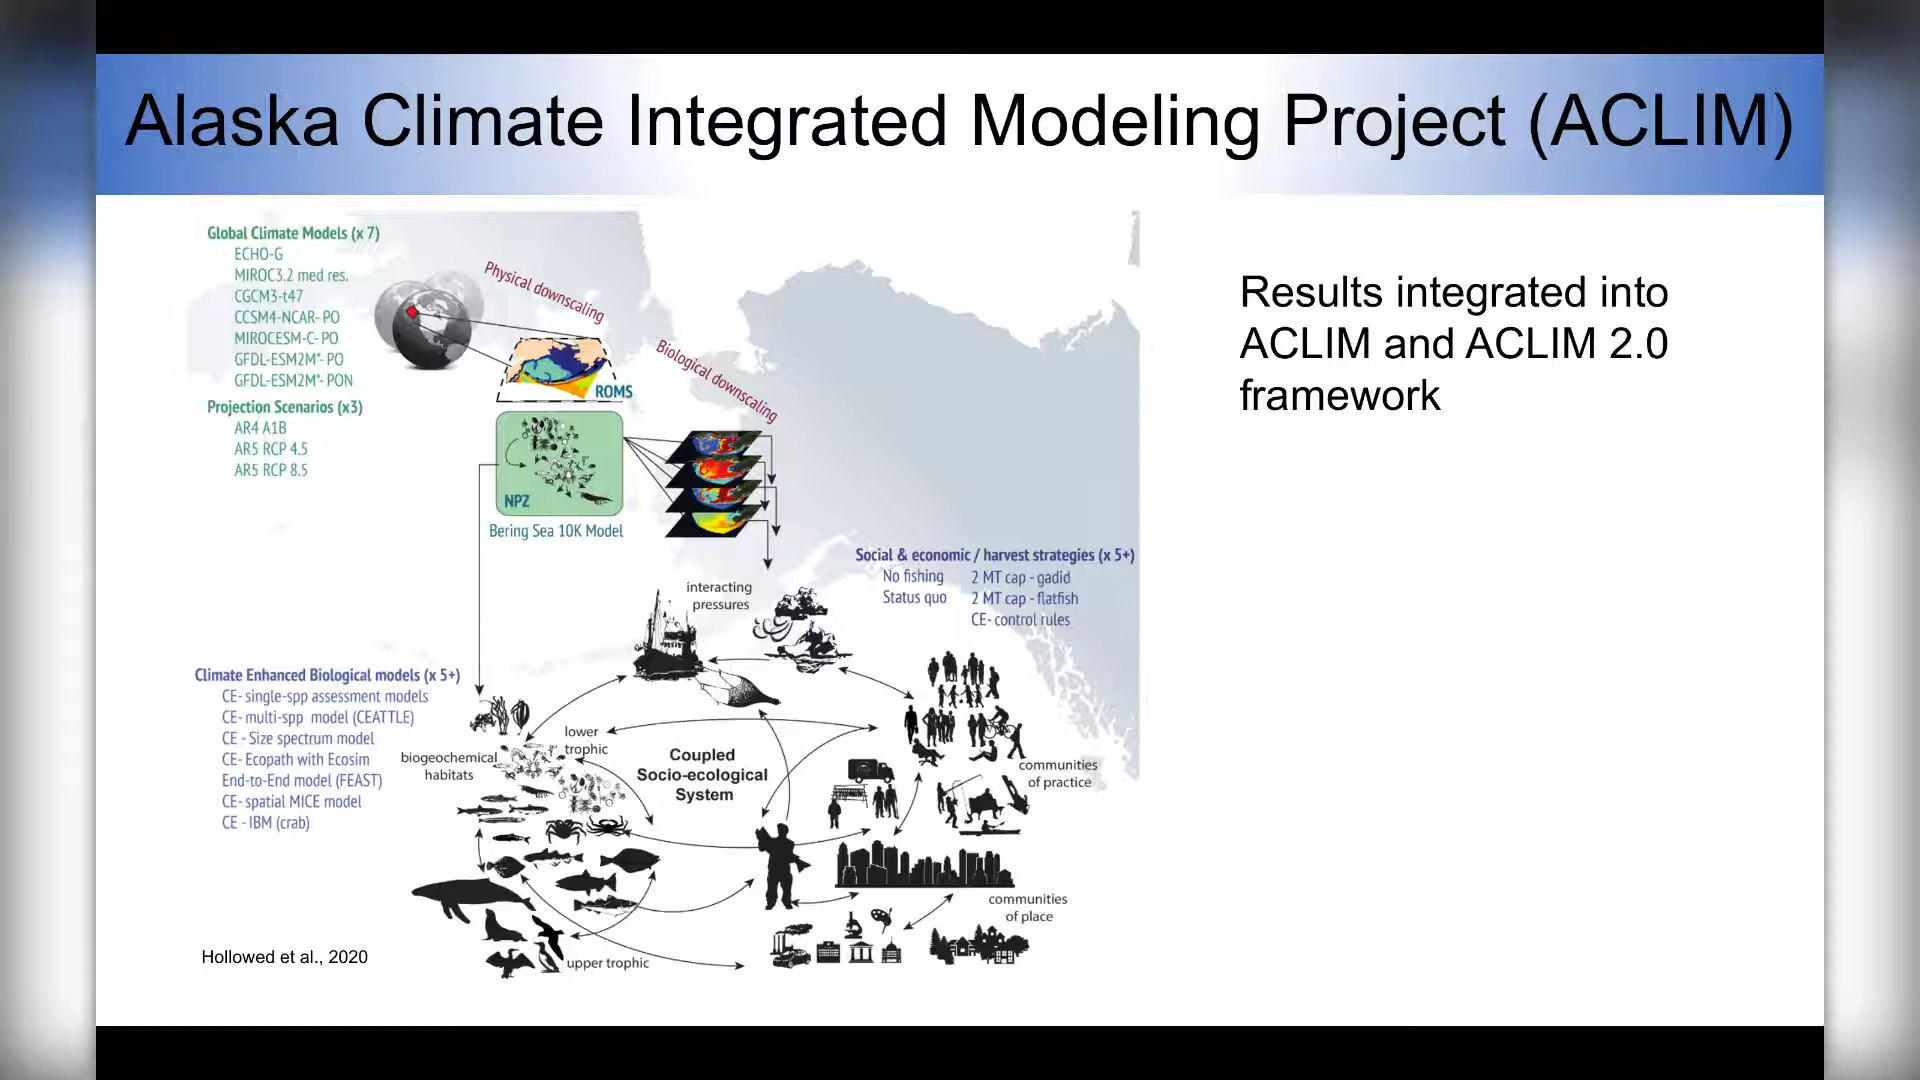 Alaska Climate Integrated Modeling Project (ACLIM)
Global Climate Models (x 7)
ECHO-G
MIROC3.2 med res.
CGCM3-t47
CCSM4-NCAR- PO
MIROCESM-C- PO
GFDL-ESM2M*- PO
GFDL-ESM2M*- PON
Projection Scenarios (x3)
AR4 A1B
AR5 RCP 4.5
AR5 RCP 8.5
Physical downscaling
ROMS
Biological downscaling
NPZ
Bering Sea 10K Model
Results integrated into
ACLIM and ACLIM 2.0
framework
Social & economic / harvest strategies (x 5+)
No fishing
Status quo
2 MT cap - gadid
2 MT cap - flatfish
CE- control rules
interacting
pressures
Climate Enhanced Biological models (x 5+)
CE- single-spp assessment models
CE- multi-spp model (CEATTLE)
CE - Size spectrum model
CE- Ecopath with Ecosim
End-to-End model (FEAST)
CE- spatial MICE model
CE - IBM (crab)
biogeochemical
habitats
lower
trophic
Coupled
Socio-ecological
System
communities
of practice
communities
of place
upper trophic
Hollowed et al., 2020